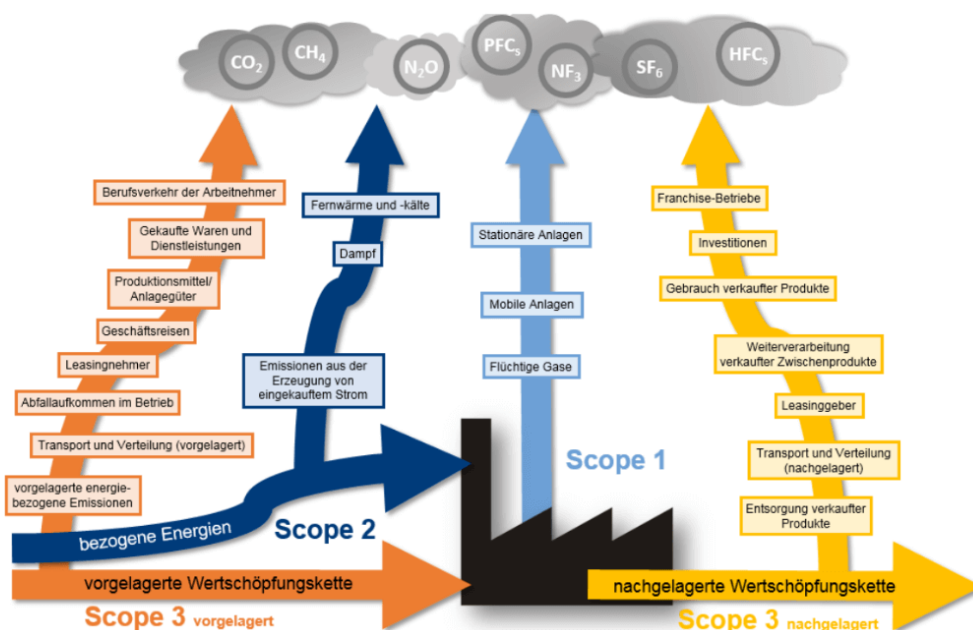 CO₂
CH₄
N₂O
PFCₛ
NF₃
SF₆
HFCₛ
Berufsverkehr der Arbeitnehmer
Gekaufte Waren und
Dienstleistungen
Produktionsmittel/
Anlagegüter
Geschäftsreisen
Leasingnehmer
Abfallaufkommen im Betrieb
Transport und Verteilung (vorgelagert)
vorgelagerte energie-
bezogene Emissionen
Fernwärme und -kälte
Dampf
Emissionen aus der
Erzeugung von
eingekauftem Strom
bezogene Energien
Scope 2
Stationäre Anlagen
Mobile Anlagen
Flüchtige Gase
Scope 1
Franchise-Betriebe
Investitionen
Gebrauch verkaufter Produkte
Weiterverarbeitung
verkaufter Zwischenprodukte
Leasinggeber
Transport und Verteilung
(nachgelagert)
Entsorgung verkaufter
Produkte
vorgelagerte Wertschöpfungskette
Scope 3 vorgelagert
nachgelagerte Wertschöpfungskette
Scope 3 nachgelagert